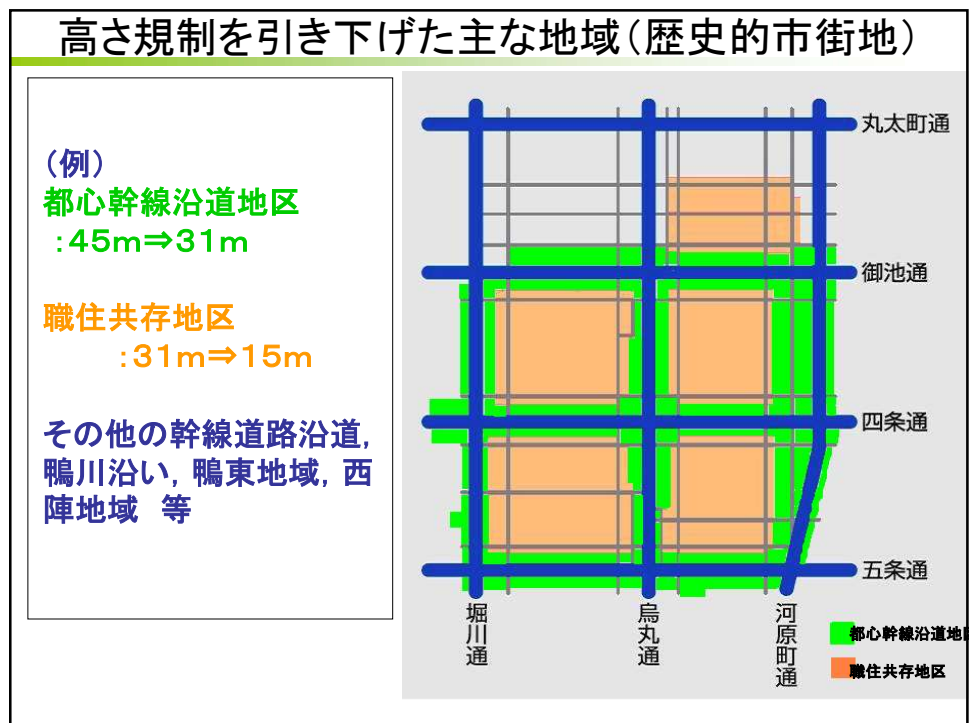 高さ規制を引き下げた主な地域（歴史的市街地）
（例）
都心幹線沿道地区
：45m⇒31m
職住共存地区
：31m⇒15m
その他の幹線道路沿道，
鴨川沿い，鴨東地域，西
陣地域　等
丸太町通
御池通
四条通
五条通
堀川通
烏丸通
河原町通
都心幹線沿道地
職住共存地区